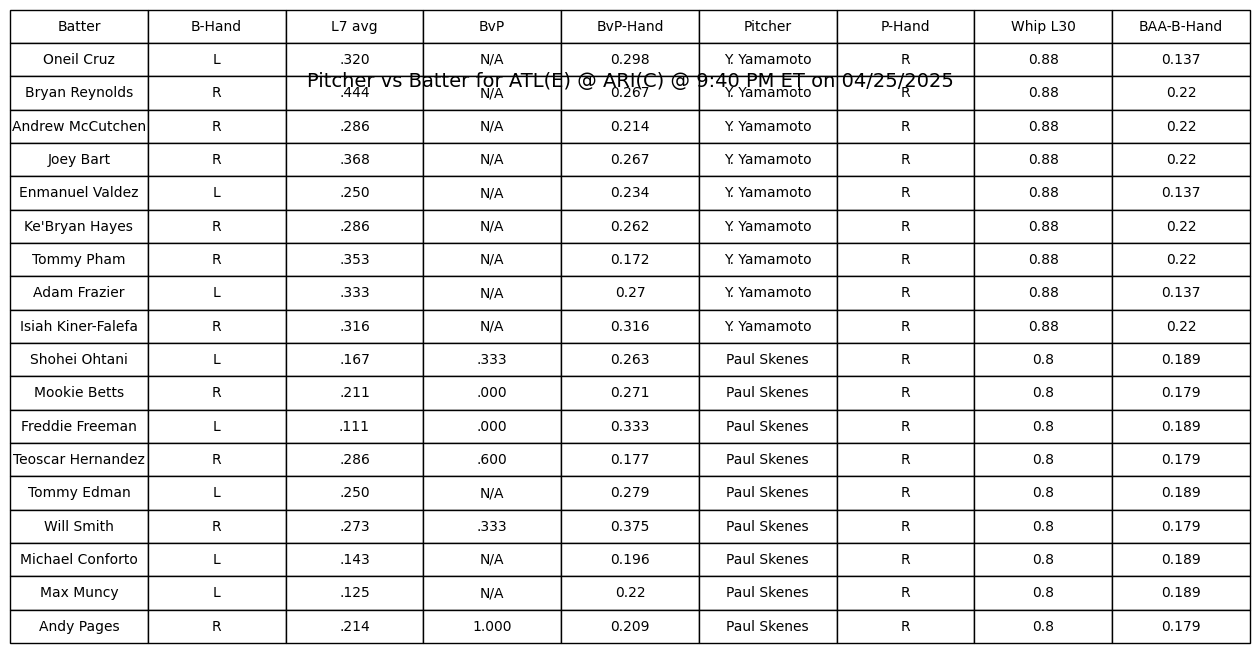 Batter B-Hand L7 avg BvP BvP-Hand Pitcher P-Hand Whip L30 BAA-B-Hand
Oneil Cruz L .320 N/A 0.298 Y. Yamamoto R 0.88 0.137
Pitcher vs Batter for ATL(E) @ ARI(C) @ 9:40 PM ET on 04/25/2025
Bryan Reynolds R .444 N/A 0.267 Y. Yamamoto R 0.88 0.22
Andrew McCutchen R .286 N/A 0.214 Y. Yamamoto R 0.88 0.22
Joey Bart R .368 N/A 0.267 Y. Yamamoto R 0.88 0.22
Enmanuel Valdez L .250 N/A 0.234 Y. Yamamoto R 0.88 0.137
Ke'Bryan Hayes R .286 N/A 0.262 Y. Yamamoto R 0.88 0.22
Tommy Pham R .353 N/A 0.172 Y. Yamamoto R 0.88 0.22
Adam Frazier L .333 N/A 0.27 Y. Yamamoto R 0.88 0.137
Isiah Kiner-Falefa R .316 N/A 0.316 Y. Yamamoto R 0.88 0.22
Shohei Ohtani L .167 .333 0.263 Paul Skenes R 0.8 0.189
Mookie Betts R .211 .000 0.271 Paul Skenes R 0.8 0.179
Freddie Freeman L .111 .000 0.333 Paul Skenes R 0.8 0.189
Teoscar Hernandez R .286 .600 0.177 Paul Skenes R 0.8 0.179
Tommy Edman L .250 N/A 0.279 Paul Skenes R 0.8 0.189
Will Smith R .273 .333 0.375 Paul Skenes R 0.8 0.179
Michael Conforto L .143 N/A 0.196 Paul Skenes R 0.8 0.189
Max Muncy L .125 N/A 0.22 Paul Skenes R 0.8 0.189
Andy Pages R .214 1.000 0.209 Paul Skenes R 0.8 0.179